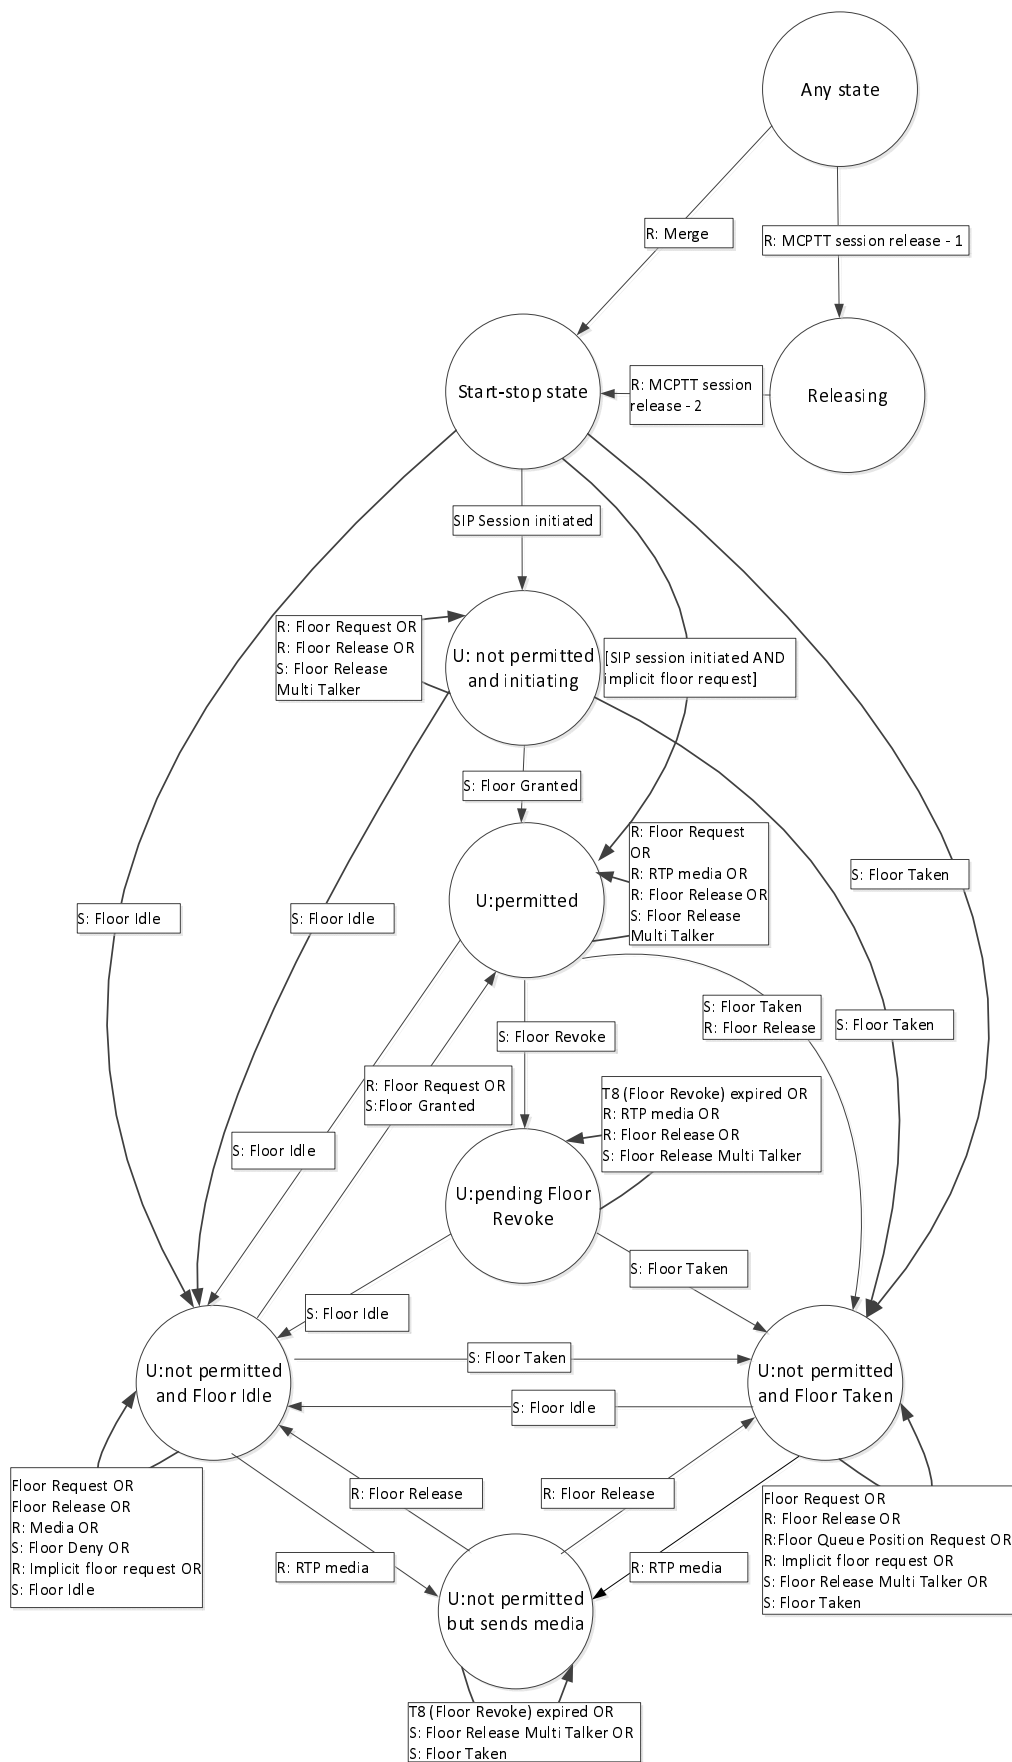 Any state
R: Merge
R: MCPTT session release - 1
Start-stop state
R: MCPTT session
release - 2
Releasing
SIP Session initiated
R: Floor Request OR
R: Floor Release OR
S: Floor Release
Multi Talker
U: not permitted
and initiating
[SIP session initiated AND
implicit floor request]
S: Floor Granted
R: Floor Request
OR
R: RTP media OR
R: Floor Release OR
S: Floor Release
Multi Talker
S: Floor Taken
U:permitted
S: Floor Idle
S: Floor Idle
S: Floor Taken
R: Floor Release
S: Floor Taken
S: Floor Revoke
R: Floor Request OR
S:Floor Granted
T8 (Floor Revoke) expired OR
R: RTP media OR
R: Floor Release OR
S: Floor Release Multi Talker
S: Floor Idle
U:pending Floor
Revoke
S: Floor Taken
S: Floor Idle
U:not permitted
and Floor Idle
S: Floor Taken
U:not permitted
and Floor Taken
S: Floor Idle
Floor Request OR
Floor Release OR
R: Media OR
S: Floor Deny OR
R: Implicit floor request OR
S: Floor Idle
R: Floor Release
R: Floor Release
Floor Request OR
R: Floor Release OR
R:Floor Queue Position Request OR
R: Implicit floor request OR
S: Floor Release Multi Talker OR
S: Floor Taken
R: RTP media
R: RTP media
U:not permitted
but sends media
T8 (Floor Revoke) expired OR
S: Floor Release Multi Talker OR
S: Floor Taken